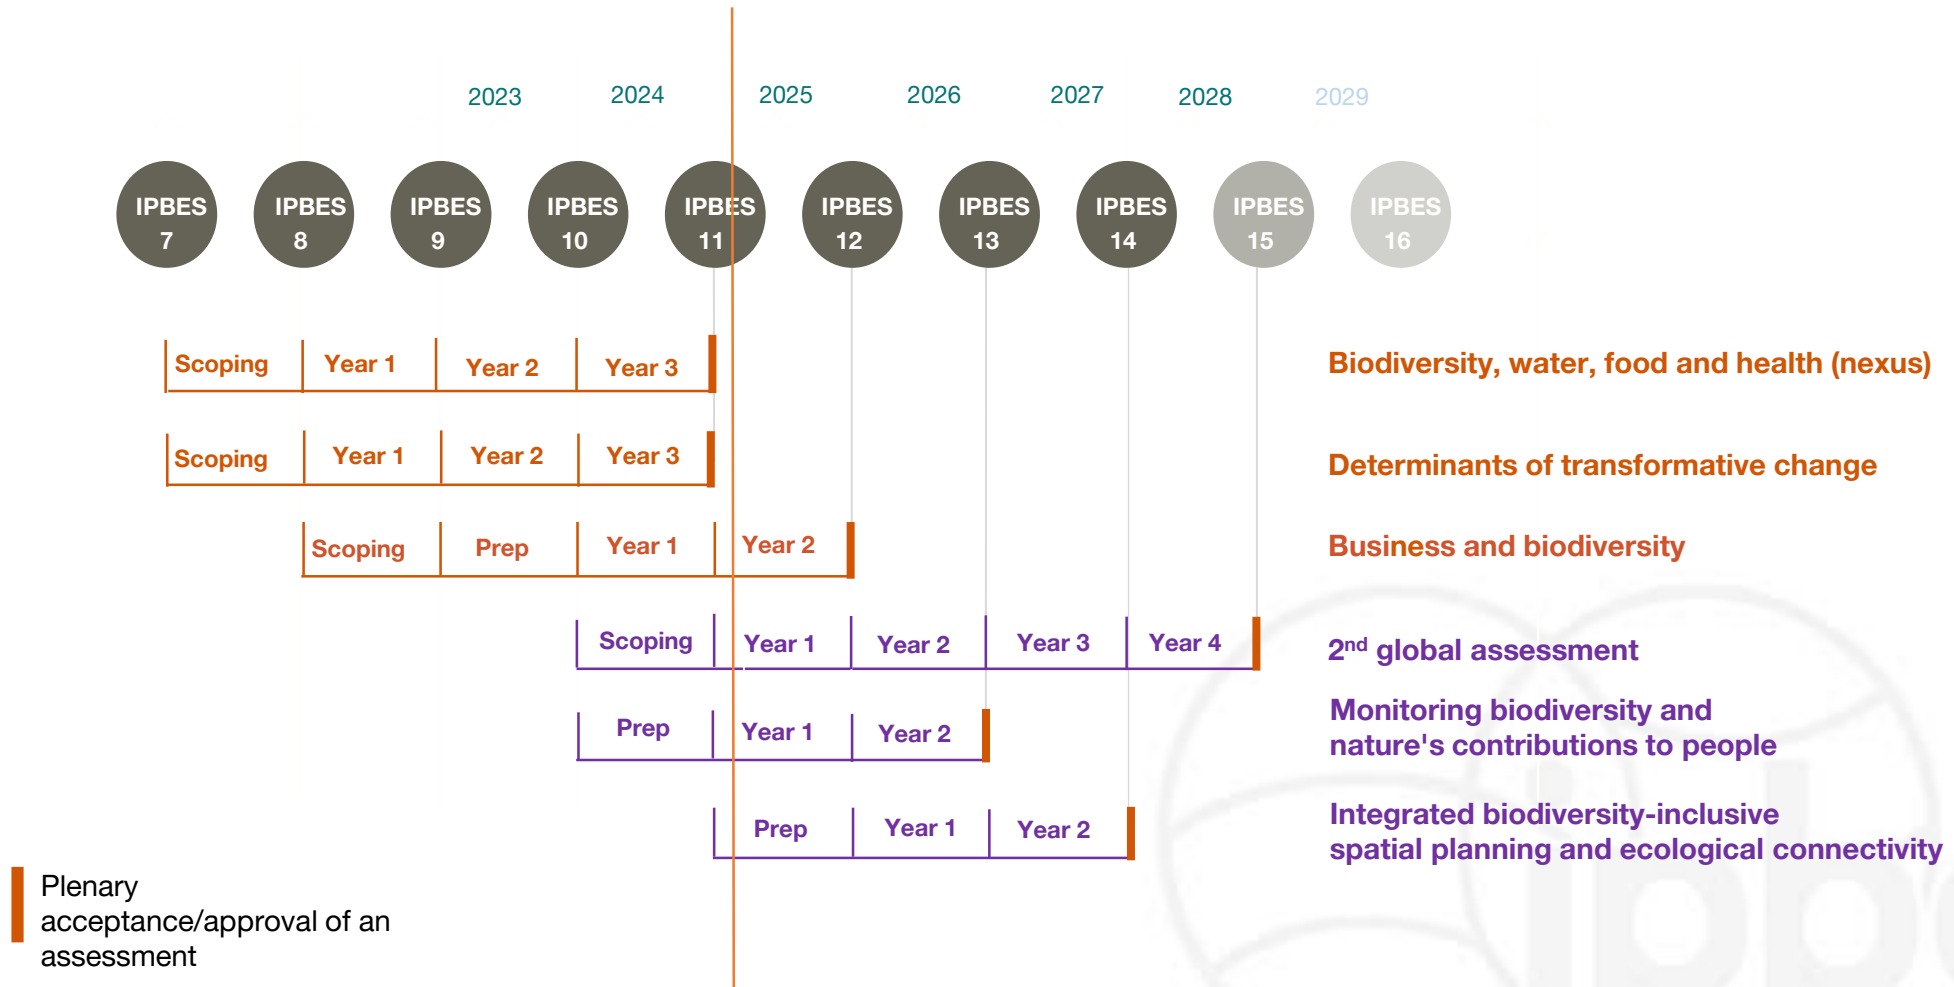 2023 2024 2025 2026 2027 2028 2029
IPBES IPBES IPBES IPBES IPBES IPBES IPBES IPBES IPBES IPBES
7 8 9 10 11 12 13 14 15 16
Scoping Year 1 Year 2 Year 3 Biodiversity, water, food and health (nexus)
Scoping Year 1 Year 2 Year 3 Determinants of transformative change
Scoping Prep Year 1 Year 2 Business and biodiversity
Scoping Year 1 Year 2 Year 3 Year 4 2nd global assessment
Prep Year 1 Year 2 Monitoring biodiversity and
nature's contributions to people
Prep Year 1 Year 2 Integrated biodiversity-inclusive
spatial planning and ecological connectivity
Plenary
acceptance/approval of an
assessment